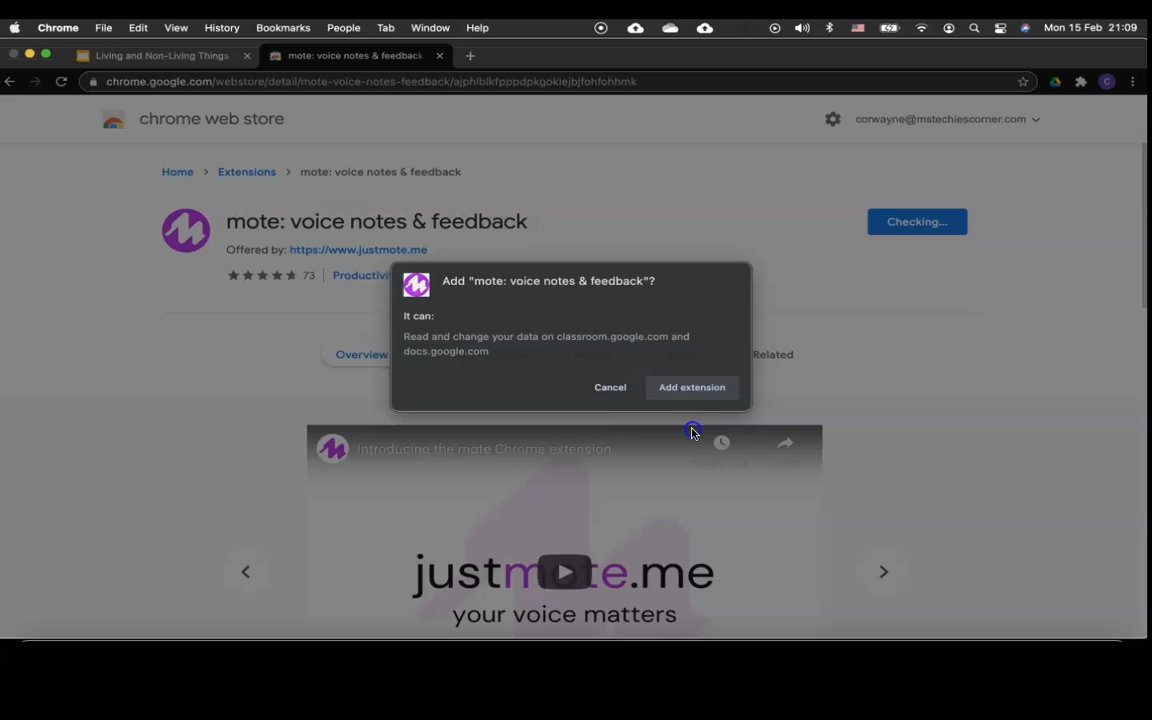 Chrome File Edit View History Bookmarks People Tab Window Help Mon 15 Feb 21:09
Living and Non-Living Things mote: voice notes & feedback
chrome.google.com/webstore/detail/mote-voice-notes-feedback/ajphlblkfpppdpkgokiejbjfohfohhmk C
chrome web store corwayne@mstechiescorner.com
Home > Extensions > mote: voice notes & feedback
mote: voice notes & feedback Checking...
Offered by: https://www.justmote.me
73 Productivi
Add "mote: voice notes & feedback"?
It can:
Read and change your data on classroom.google.com and
docs.google.com
Cancel Add extension
Overview Related
Introducing the mote Chrome extension
justmote.me
your voice matters